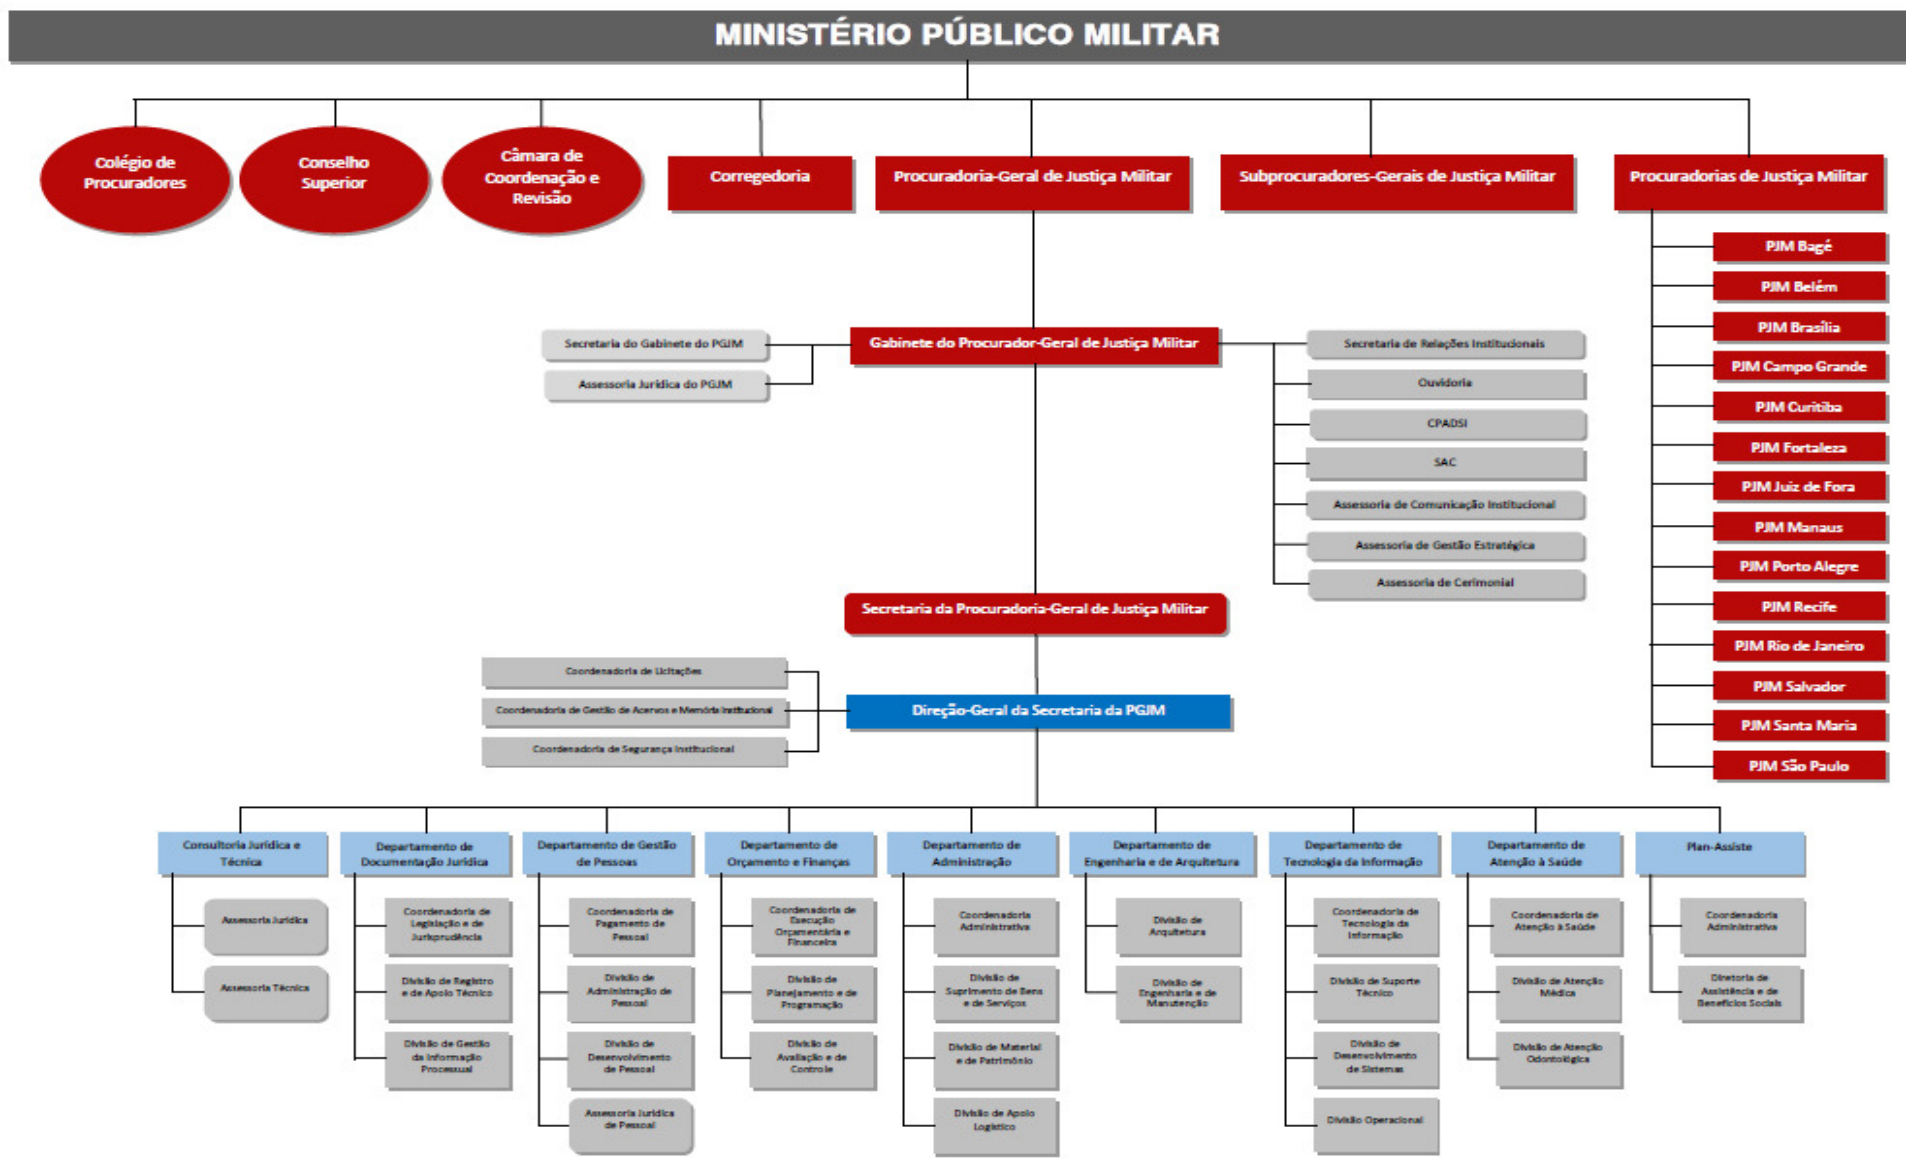 MINISTÉRIO PÚBLICO MILITAR
Colégio de
Procuradores
Conselho
Superior
Câmara de
Coordenação e
Revisão
Corregedoria
Procuradoria-Geral de Justiça Militar
Subprocuradores-Gerais de Justiça Militar
Procuradorias de Justiça Militar
PJM Bagé
PJM Belém
PJM Brasília
PJM Campo Grande
PJM Curitiba
PJM Fortaleza
PJM Juiz de Fora
PJM Manaus
PJM Porto Alegre
PJM Recife
PJM Rio de Janeiro
PJM Salvador
PJM Santa Maria
PJM São Paulo
Gabinete do Procurador-Geral de Justiça Militar
Secretaria do Gabinete do PGJM
Assessoria Jurídica do PGJM
Secretaria de Relações Institucionais
Ouvidoria
CPADSI
SAC
Assessoria de Comunicação Institucional
Assessoria de Gestão Estratégica
Assessoria de Cerimonial
Secretaria da Procuradoria-Geral de Justiça Militar
Coordenadoria de Licitações
Coordenadoria de Gestão de Acervos e Memória Institucional
Coordenadoria de Segurança Institucional
Direção-Geral da Secretaria da PGJM
Consultoria Jurídica e
Técnica
Assessoria Jurídica
Assessoria Técnica
Departamento de
Documentação Jurídica
Coordenadoria de
Legislação e de
Jurisprudência
Divisão de Registro
e de Apoio Técnico
Divisão de Gestão
da Informação
Processual
Departamento de Gestão
de Pessoas
Coordenadoria de
Pagamento de
Pessoal
Divisão de
Administração de
Pessoal
Divisão de
Desenvolvimento
de Pessoal
Assessoria Jurídica
de Pessoal
Departamento de
Orçamento e Finanças
Coordenadoria de
Execução
Orçamentária e
Financeira
Divisão de
Planejamento e de
Programação
Divisão de
Avaliação e de
Controle
Departamento de
Administração
Coordenadoria
Administrativa
Divisão de
Suprimento de Bens
e de Serviços
Divisão de Material
e de Patrimônio
Divisão de Apoio
Logístico
Departamento de
Engenharia e de Arquitetura
Divisão de
Arquitetura
Divisão de
Engenharia e de
Manutenção
Departamento de
Tecnologia da Informação
Coordenadoria de
Tecnologia da
Informação
Divisão de Suporte
Técnico
Divisão de
Desenvolvimento
de Sistemas
Divisão Operacional
Departamento de
Atenção à Saúde
Coordenadoria de
Atenção à Saúde
Divisão de Atenção
Médica
Divisão de Atenção
Odontológica
Plan-Assiste
Coordenadoria
Administrativa
Diretoria de
Assistência e de
Benefícios Sociais